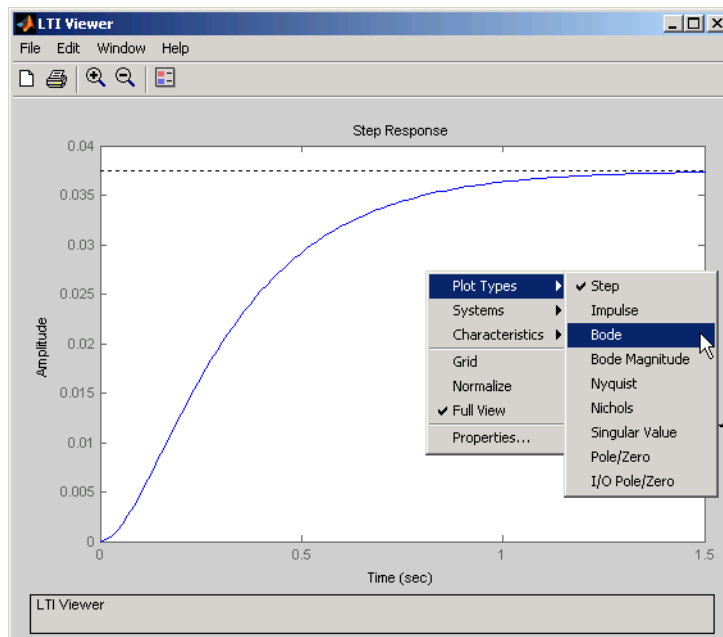 LTI Viewer
File Edit Window Help
Step Response
0.04
0.035
0.03
0.025
0.02
0.015
0.01
0.005
0
Amplitude
0 0.5 1 1.5
Time (sec)
Plot Types
Systems
Characteristics
Grid
Normalize
Full View
Properties...
Step
Impulse
Bode
Bode Magnitude
Nyquist
Nichols
Singular Value
Pole/Zero
I/O Pole/Zero
LTI Viewer